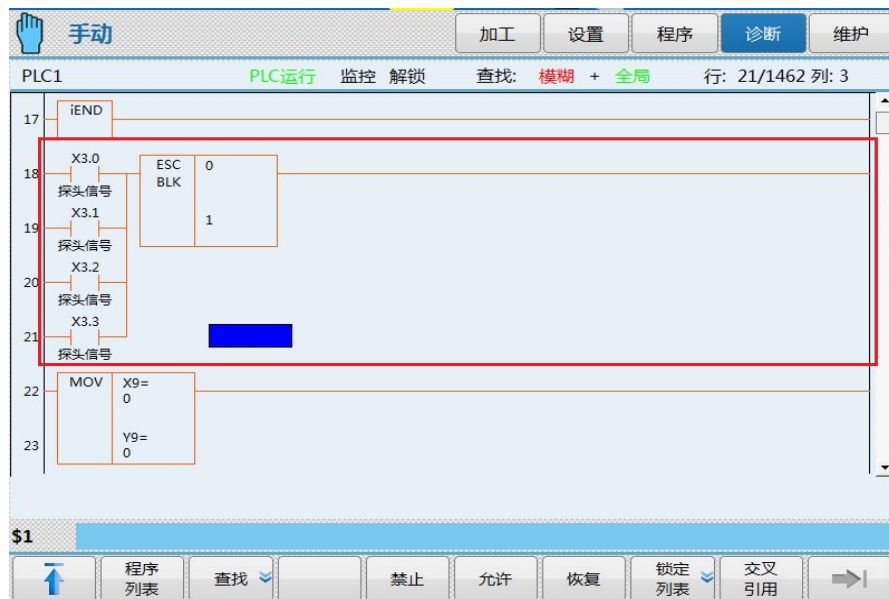 手动 加工 设置 程序 诊断 维护
PLC1 PLC运行 监控 解锁 查找: 模糊 + 全局 行: 21/1462 列: 3
17 iEND
X3.0
18 ESC 0
BLK
探头信号
X3.1
19 1
探头信号
X3.2
20
探头信号
X3.3
21
探头信号
MOV X9=
22 0
Y9=
23 0
$1
程序列表 查找 禁止 允许 恢复 锁定列表 交叉引用